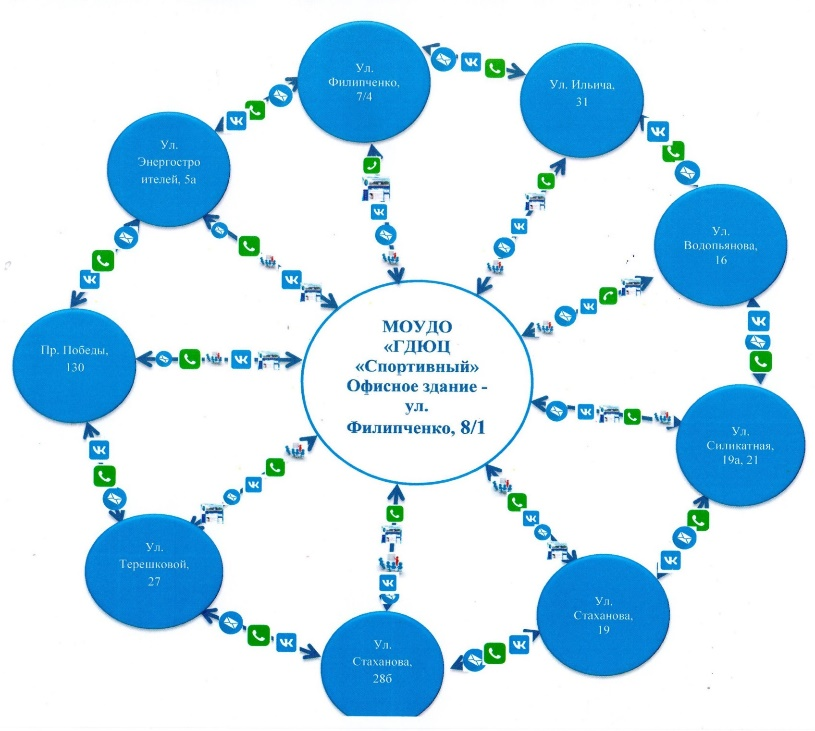 Ул.
Филипченко,
7/4
Ул. Ильича,
31
Ул.
Энергостро
ителей, 5а
Ул.
Водопьянова,
16
Пр. Победы,
130
МОУДО
«ГДЮЦ
«Спортивный»
Офисное здание -
ул.
Филипченко, 8/1
Ул.
Силикатная,
19а, 21
Ул.
Терешковой,
27
Ул.
Стаханова,
19
Ул.
Стаханова,
28б